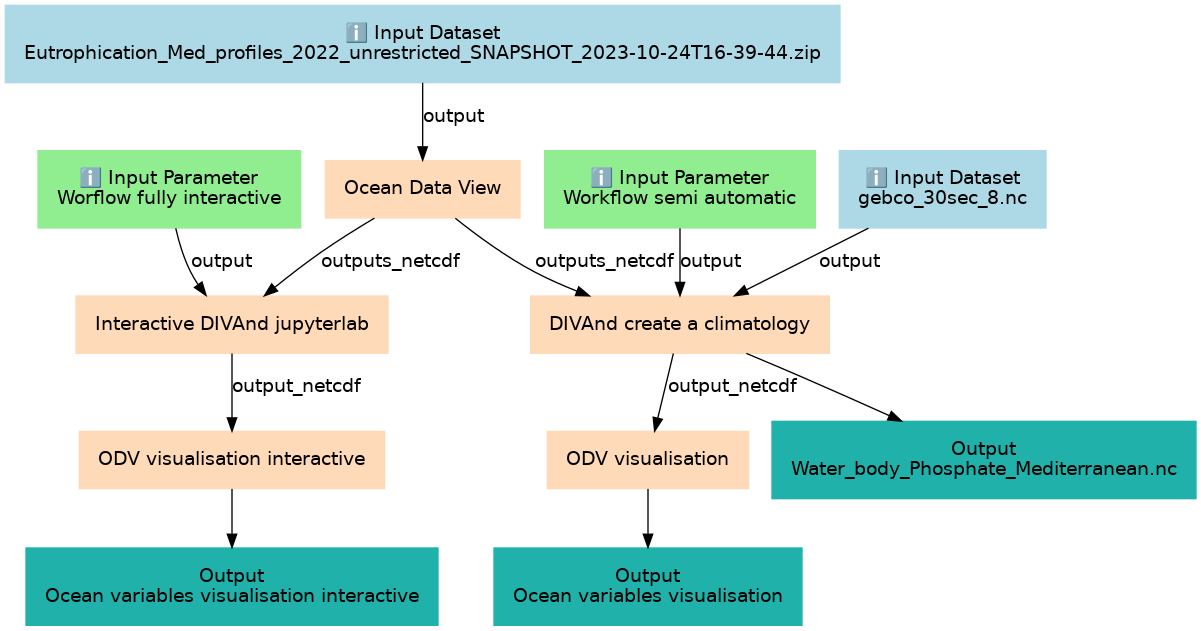 ℹ️ Input Dataset
Eutrophication_Med_profiles_2022_unrestricted_SNAPSHOT_2023-10-24T16-39-44.zip
output
ℹ️ Input Parameter
Worflow fully interactive
Ocean Data View
ℹ️ Input Parameter
Workflow semi automatic
ℹ️ Input Dataset
gebco_30sec_8.nc
output
outputs_netcdf
outputs_netcdf
output
output
Interactive DIVAnd jupyterlab
DIVAnd create a climatology
output_netcdf
output_netcdf
ODV visualisation interactive
ODV visualisation
Output
Water_body_Phosphate_Mediterranean.nc
Output
Ocean variables visualisation interactive
Output
Ocean variables visualisation